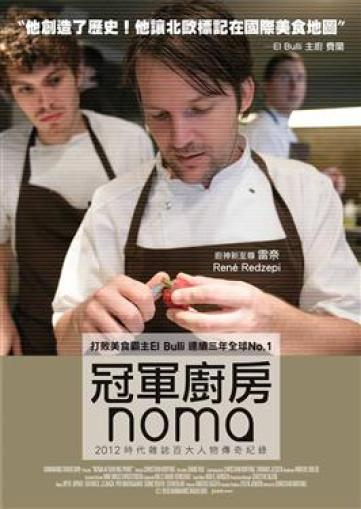 “他創造了歷史！他讓北歐標記在國際美食地圖”
—El Bulli 主廚 費蘭
廚神新至尊 雷奈
René Redzepi
打敗美食霸主El Bulli 連續三年全球No.1
冠軍廚房
noma
2012 時代雜誌百大人物傳奇紀錄